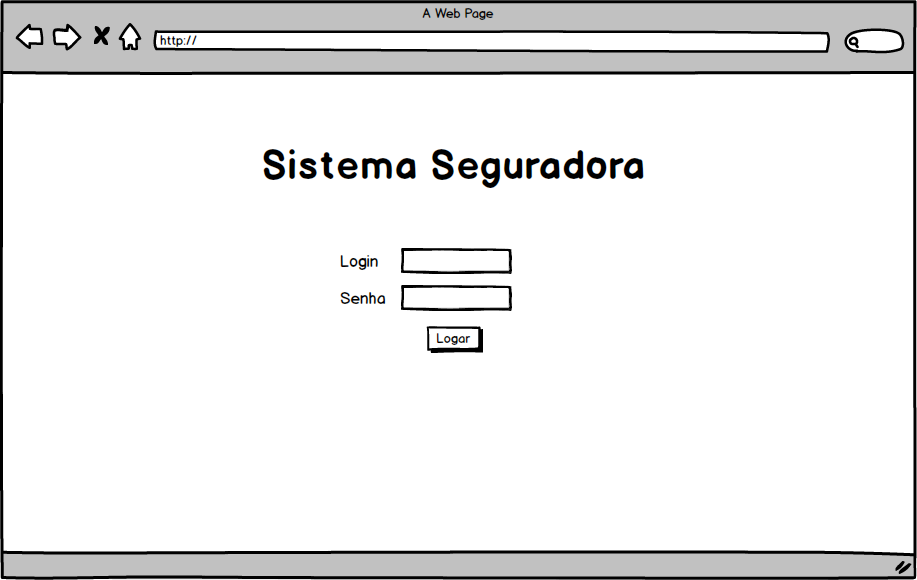 A Web Page
http://
Sistema Seguradora
Login
Senha
Logar